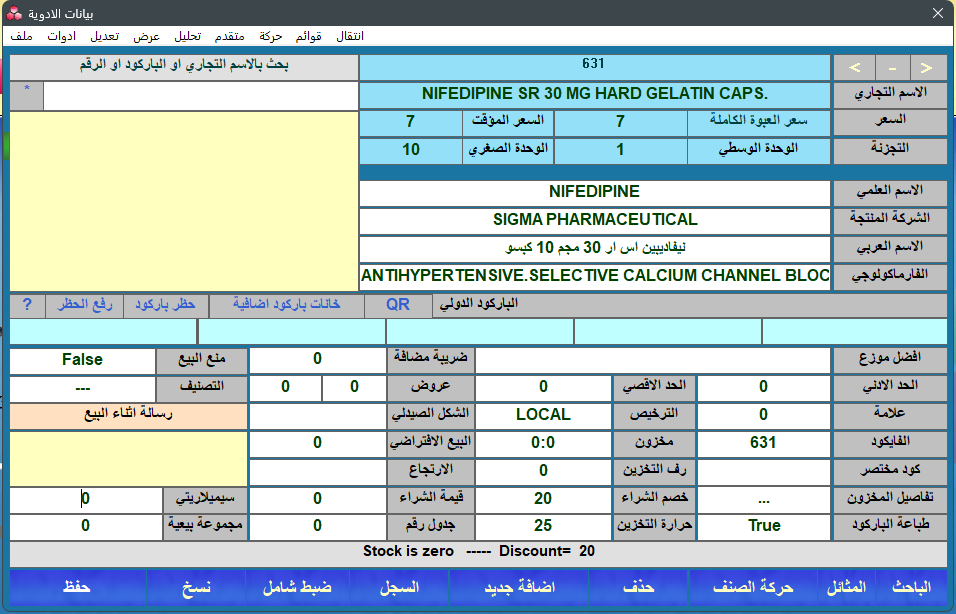 بيانات الادوية
ملف ادوات تعديل عرض تحليل متقدم حركة قوائم انتقال
< - > 631 بحث بالاسم التجاري او الباركود او الرقم
الاسم التجاري NIFEDIPINE SR 30 MG HARD GELATIN CAPS. *
السعر سعر العبوة الكاملة 7 السعر المؤقت 7
التجزئة الوحدة الوسطي 1 الوحدة الصغري 10
الاسم العلمي NIFEDIPINE
الشركة المنتجة SIGMA PHARMACEUTICAL
الاسم العربي نيفاديبين اس ار 30 مجم 10 كبسو
الفارماكولوجي ANTIHYPERTENSIVE.SELECTIVE CALCIUM CHANNEL BLOC
الباركود الدولي QR خانات باركود اضافية حظر باركود رفع الحظر ?
افضل موزع ضريبة مضافة 0 منع البيع False
الحد الادني 0 الحد الاقصي 0 عروض 0 0 التصنيف ---
علامة 0 الترخيص LOCAL الشكل الصيدلي رسالة اثناء البيع
الفايكود 631 مخزون 0:0 البيع الافتراضي 0
كود مختصر رف التخزين 0 الارتجاع
تفاصيل المخزون ... خصم الشراء 20 قيمة الشراء 0 سيميلاريتي 0
طباعة الباركود True حرارة التخزين 25 جدول رقم 0 مجموعة بيعية 0
Stock is zero ----- Discount= 20
الباحث المثائل حركة الصنف حذف اضافة جديد السجل ضبط شامل نسخ حفظ